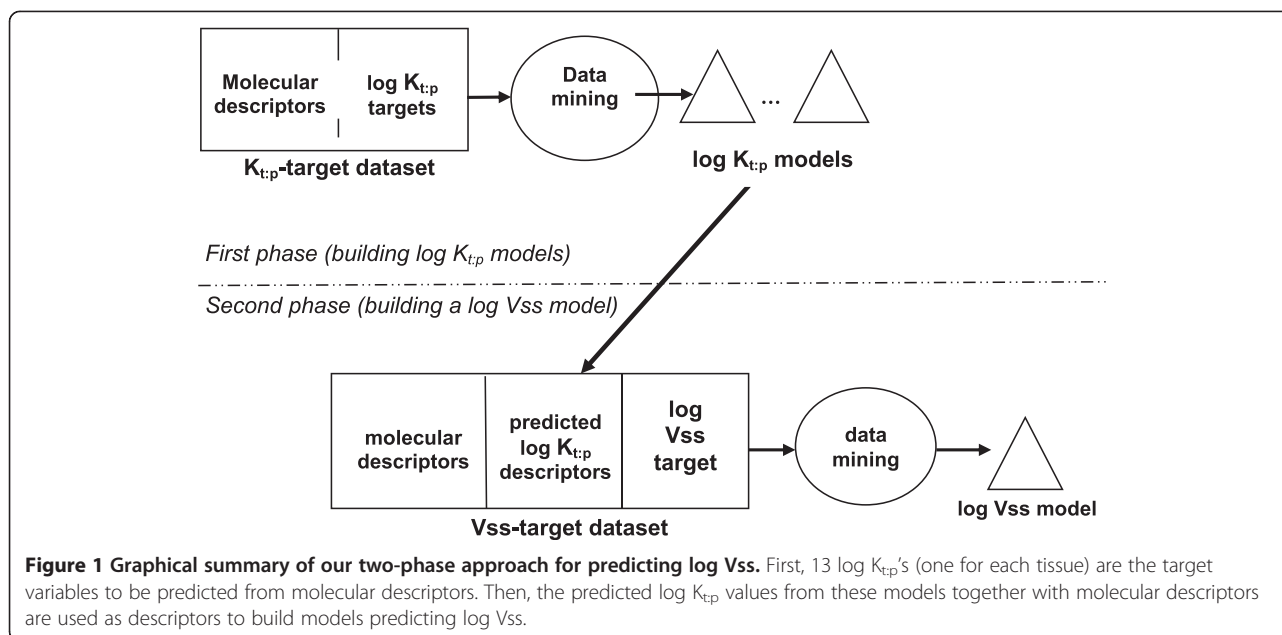 Molecular descriptors
log Kt:p targets
Kt:p-target dataset
Data mining
...
log Kt:p models
First phase (building log Kt:p models)
Second phase (building a log Vss model)
molecular descriptors
predicted log Kt:p descriptors
log Vss target
Vss-target dataset
data mining
log Vss model
Figure 1 Graphical summary of our two-phase approach for predicting log Vss. First, 13 log Kt:p's (one for each tissue) are the target
variables to be predicted from molecular descriptors. Then, the predicted log Kt:p values from these models together with molecular descriptors
are used as descriptors to build models predicting log Vss.